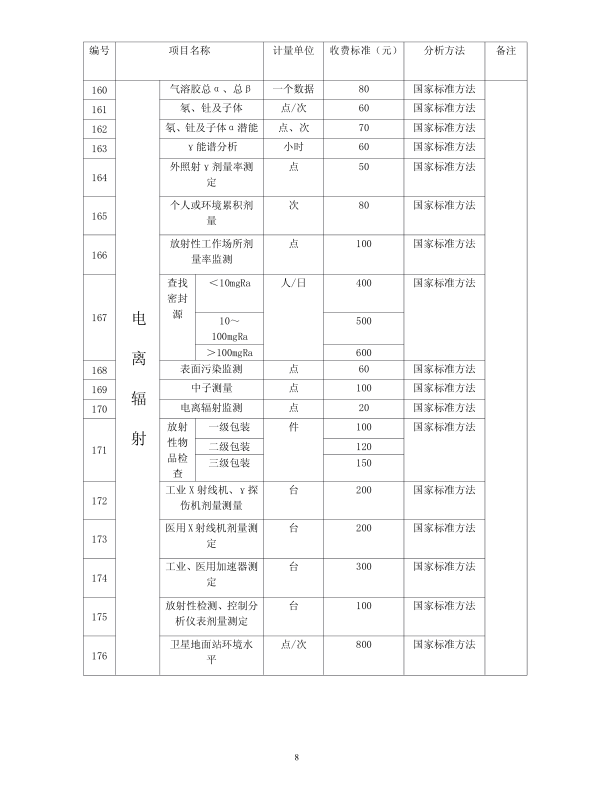 编号 项目名称 计量单位 收费标准（元） 分析方法 备注
电离辐射
160 气溶胶总α、总β 一个数据 80 国家标准方法
161 氡、钍及子体 点/次 60 国家标准方法
162 氡、钍及子体α潜能 点、次 70 国家标准方法
163 γ能谱分析 小时 60 国家标准方法
164 外照射γ剂量率测 点 50 国家标准方法
定
165 个人或环境累积剂 次 80 国家标准方法
量
166 放射性工作场所剂 点 100 国家标准方法
量率监测
167 查找 ＜10mgRa 人/日 400 国家标准方法
密封
源
10～ 500
100mgRa
＞100mgRa 600
168 表面污染监测 点 60 国家标准方法
169 中子测量 点 100 国家标准方法
170 电离辐射监测 点 20 国家标准方法
171 放射 一级包装 件 100 国家标准方法
性物 二级包装 120
品检 三级包装 150
查
172 工业X射线机、γ探 台 200 国家标准方法
伤机剂量测量
173 医用X射线机剂量测 台 200 国家标准方法
定
174 工业、医用加速器测 台 300 国家标准方法
定
175 放射性检测、控制分 台 100 国家标准方法
析仪表剂量测定
176 卫星地面站环境水 点/次 800 国家标准方法
平
8